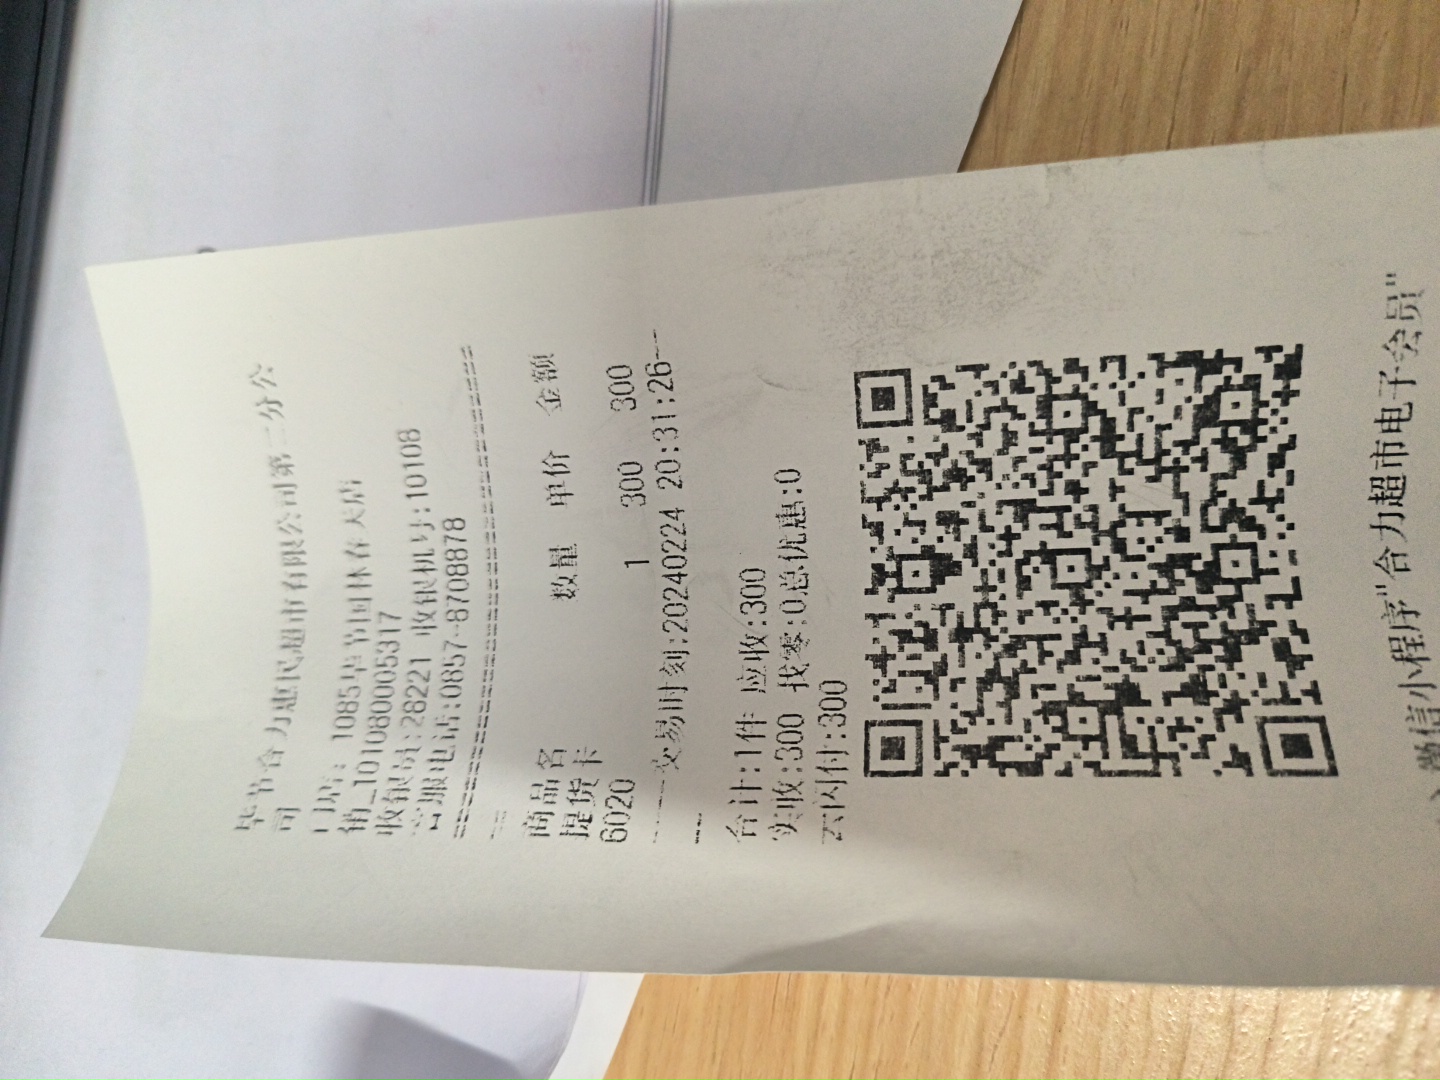 毕节合力惠民超市有限公司第二分公
司
门店: 1085毕节国林春天店
销_101080005317
收银员:28221 收银机号:10108
客服电话:0857--8708878
商品名 数量 单价 金额
提货卡
6020 1 300 300
----交易时刻:20240224 20:31:26---
合计:1件 应收:300
实收:300 找零:0总优惠:0
云闪付:300
微信小程序"合力超市电子会员"